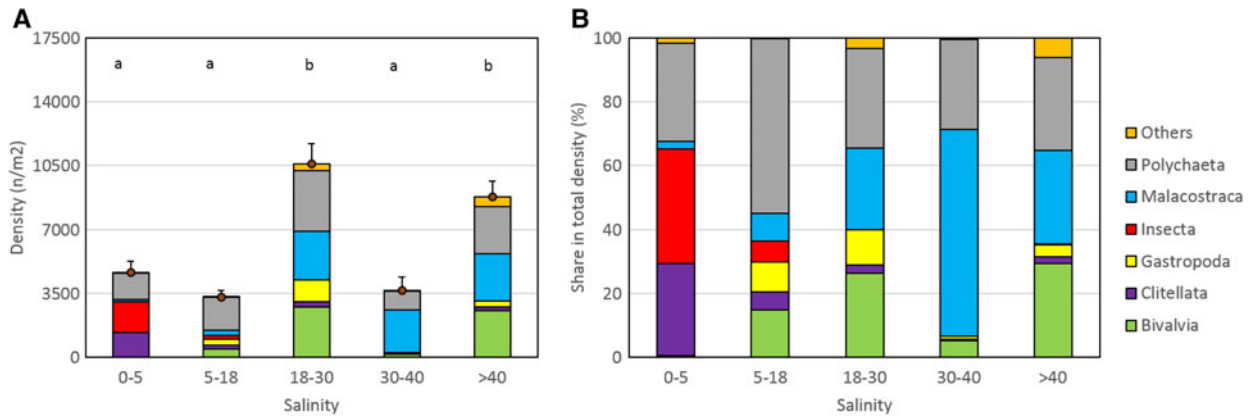 A
B
17500
14000
10500
7000
3500
0
Density (n/m2)
a a b a b
0-5 5-18 18-30 30-40 >40
Salinity
100
80
60
40
20
0
Share in total density (%)
0-5 5-18 18-30 30-40 >40
Salinity
Others
Polychaeta
Malacostraca
Insecta
Gastropoda
Clitellata
Bivalvia